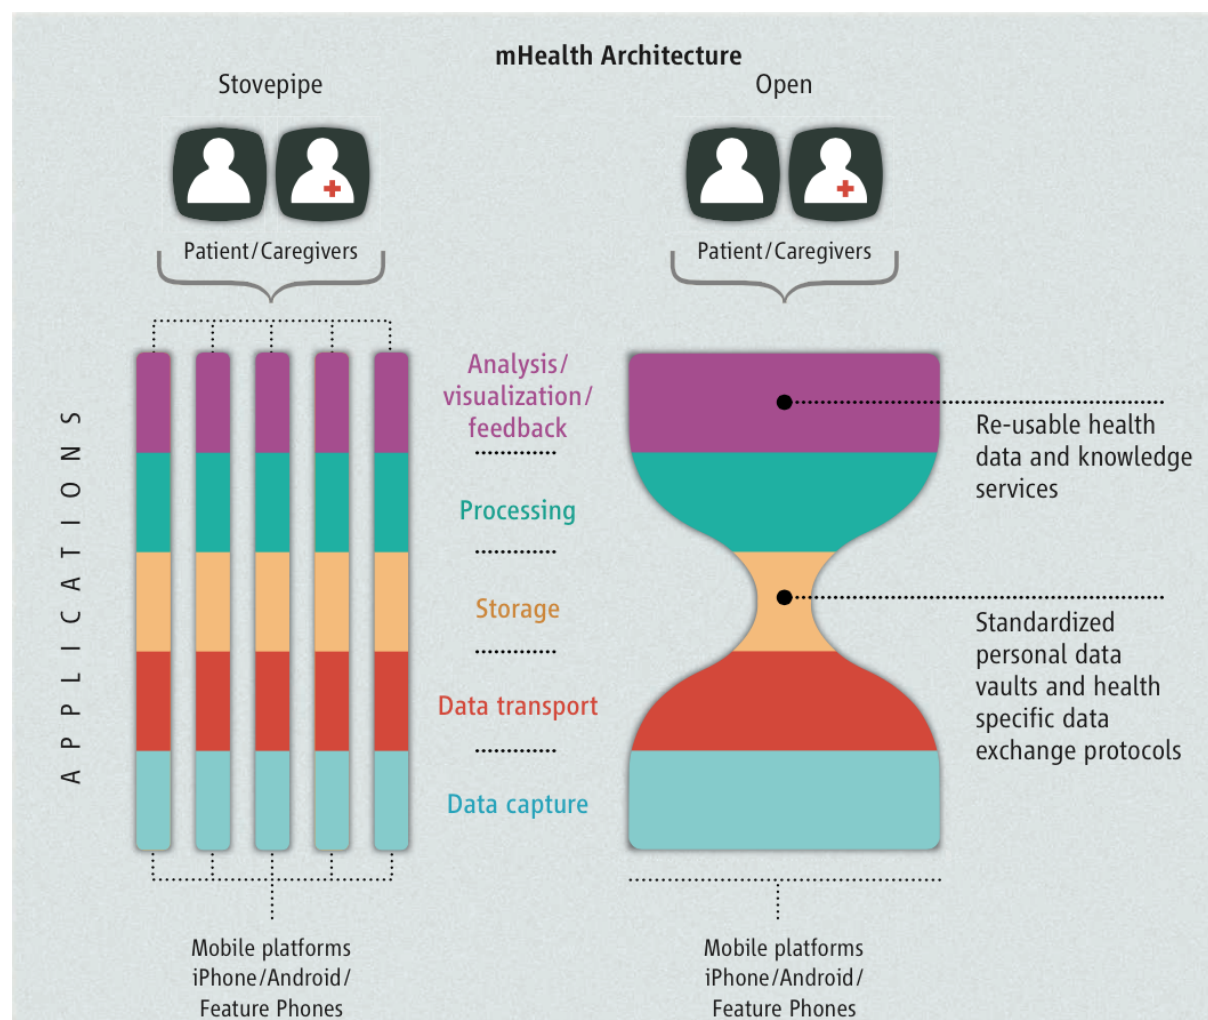 mHealth Architecture
Stovepipe
Open
Patient/Caregivers
Patient/Caregivers
APPLICATIONS
Analysis/
visualization/
feedback
Processing
Storage
Data transport
Data capture
Re-usable health
data and knowledge
services
Standardized
personal data
vaults and health
specific data
exchange protocols
Mobile platforms
iPhone/Android/
Feature Phones
Mobile platforms
iPhone/Android/
Feature Phones